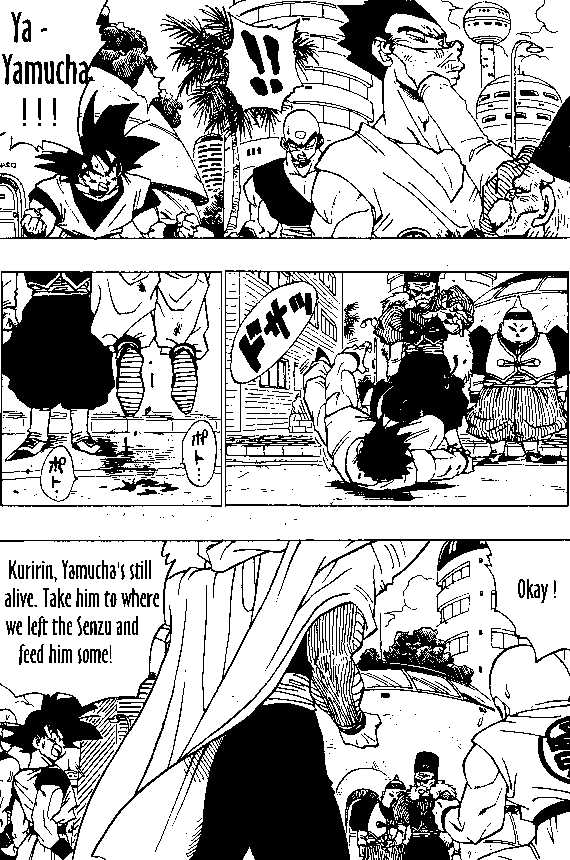 Ya -
Yamucha
! ! !
!!
ドサッ
ポト…
ポト…
Kuririn, Yamucha's still
alive. Take him to where
we left the Senzu and
feed him some!
Okay !